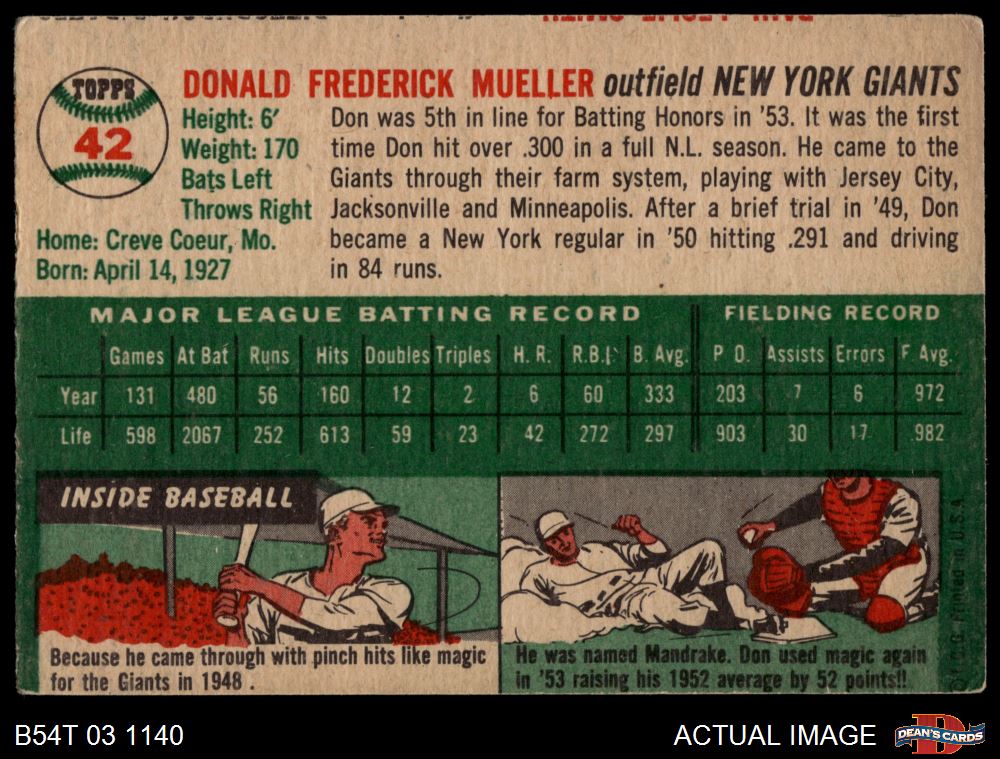 TOPPS
42
DONALD FREDERICK MUELLER outfield NEW YORK GIANTS
Height: 6'
Weight: 170
Bats Left
Throws Right
Home: Creve Coeur, Mo.
Born: April 14, 1927
Don was 5th in line for Batting Honors in '53. It was the first
time Don hit over .300 in a full N.L. season. He came to the
Giants through their farm system, playing with Jersey City,
Jacksonville and Minneapolis. After a brief trial in '49, Don
became a New York regular in '50 hitting .291 and driving
in 84 runs.
MAJOR LEAGUE BATTING RECORD FIELDING RECORD
Games At Bat Runs Hits Doubles Triples H. R. R.B.I. B. Avg. P O. Assists Errors F. Avg.
Year 131 480 56 160 12 2 6 60 333 203 7 6 972
Life 598 2067 252 613 59 23 42 272 297 903 30 17 .982
INSIDE BASEBALL
Because he came through with pinch hits like magic
for the Giants in 1948 .
He was named Mandrake. Don used magic again
in '53 raising his 1952 average by 52 points!!
T. C. G. Printed in U.S.A.
B54T 03 1140
ACTUAL IMAGE
D
DEAN'S CARDS